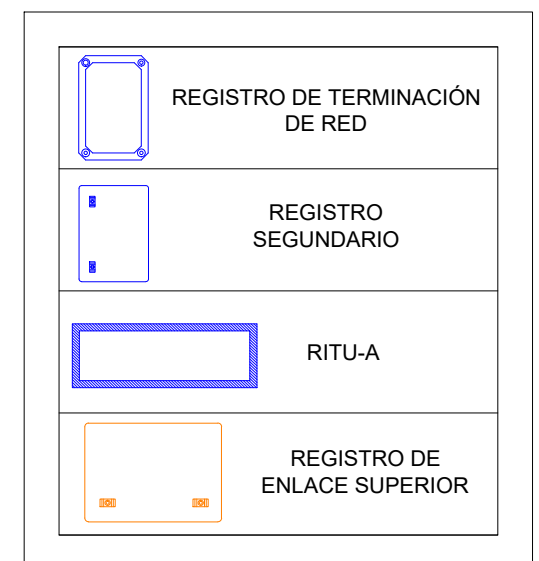 REGISTRO DE TERMINACIÓN
DE RED
REGISTRO
SEGUNDARIO
RITU-A
REGISTRO DE
ENLACE SUPERIOR